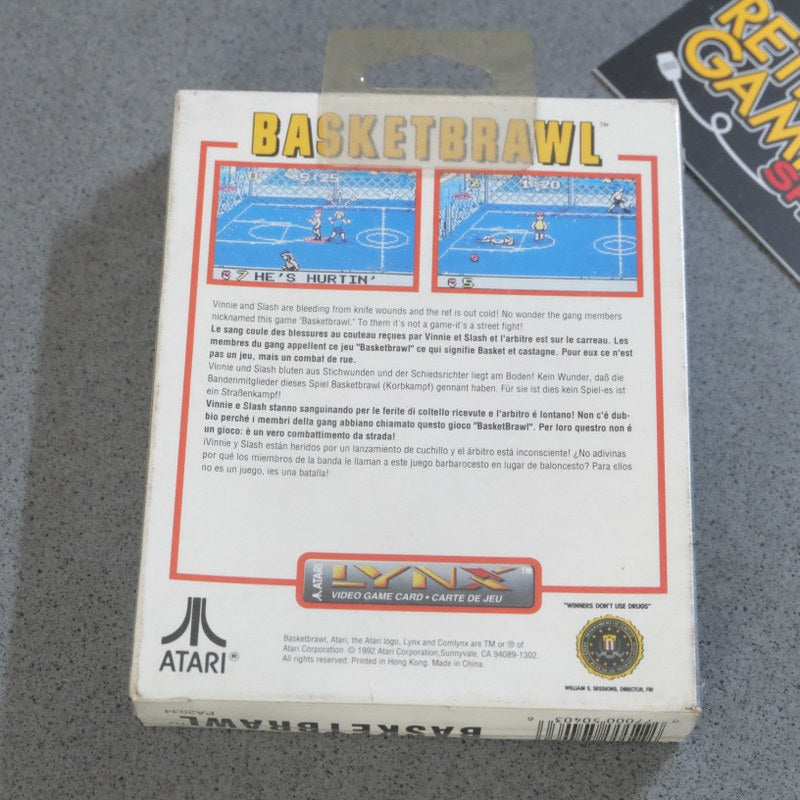 BASKETBRAWL™
5:25
1:20
7 HE'S HURTIN'
5
Vinnie and Slash are bleeding from knife wounds and the ref is out cold! No wonder the gang members
nicknamed this game "Basketbrawl." To them it's not a game-it's a street fight!
Le sang coule des blessures au couteau reçues par Vinnie et Slash et l'arbitre est sur le carreau. Les
membres du gang appellent ce jeu "Basketbrawl" ce qui signifie Basket et castagne. Pour eux ce n'est
pas un jeu, mais un combat de rue.
Vinnie und Slash bluten aus Stichwunden und der Schiedsrichter liegt am Boden! Kein Wunder, daß die
Bandenmitglieder dieses Spiel Basketbrawl (Korbkampf) gennant haben. Für sie ist dies kein Spiel-es ist
ein Straßenkampf!
Vinnie e Slash stanno sanguinando per le ferite di coltello ricevute e l'arbitro é lontano! Non c'é dub-
bio perché i membri della gang abbiano chiamato questo gioco "BasketBrawl". Per loro questro non é
un gioco: è un vero combattimento da strada!
¡Vinnie y Slash están heridos por un lanzamiento de cuchillo y el árbitro está inconsciente! ¿No adivinas
por qué los miembros de la banda le llaman a este juego barbarocesto en lugar de baloncesto? Para ellos
no es un juego, ¡es una batalla!
ATARI LYNX™
VIDEO GAME CARD • CARTE DE JEU
ATARI®
Basketbrawl, Atari, the Atari logo, Lynx and Comlynx are TM or ® of
Atari Corporation. © 1992 Atari Corporation,Sunnyvale, CA 94089-1302.
All rights reserved. Printed in Hong Kong. Made in China.
"WINNERS DON'T USE DRUGS"
WILLIAM S. SESSIONS, DIRECTOR, FBI
PA2034
BASKETBRAWL™
0 77000 50403 6
RET
GAM
S